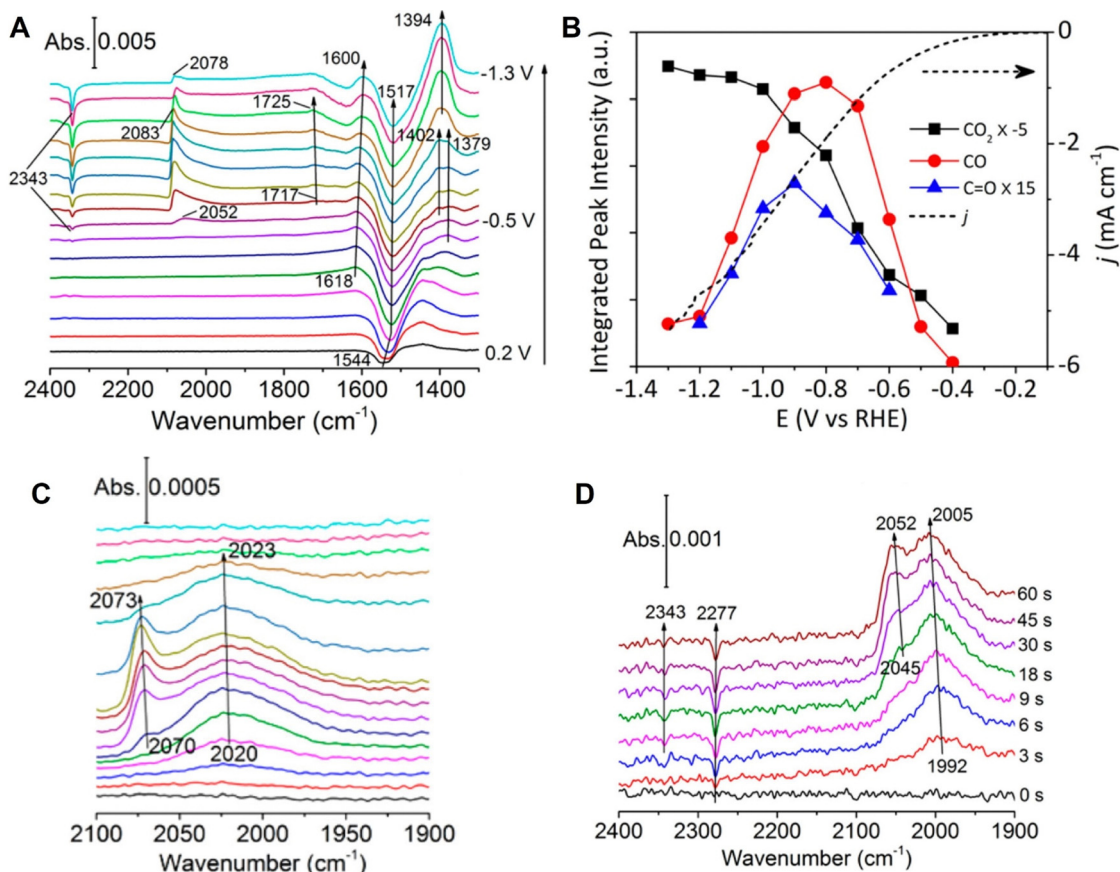 A
Abs. 0.005
2078
1394
1600
-1.3 V
1517
1725
2083
1402
1379
2343
1717
2052
-0.5 V
1618
1544
0.2 V
2400 2200 2000 1800 1600 1400
Wavenumber (cm-1)
B
Integrated Peak Intensity (a.u.)
CO2 X -5
CO
C=O X 15
j
0
-2
-4
-6
j (mA cm-2)
-1.4 -1.2 -1.0 -0.8 -0.6 -0.4 -0.2
E (V vs RHE)
C
Abs. 0.0005
2023
2073
2070
2020
2100 2050 2000 1950 1900
Wavenumber (cm-1)
D
Abs. 0.001
2052 2005
2343 2277
60 s
45 s
30 s
2045
18 s
9 s
6 s
1992
3 s
0 s
2400 2300 2200 2100 2000 1900
Wavenumber (cm-1)